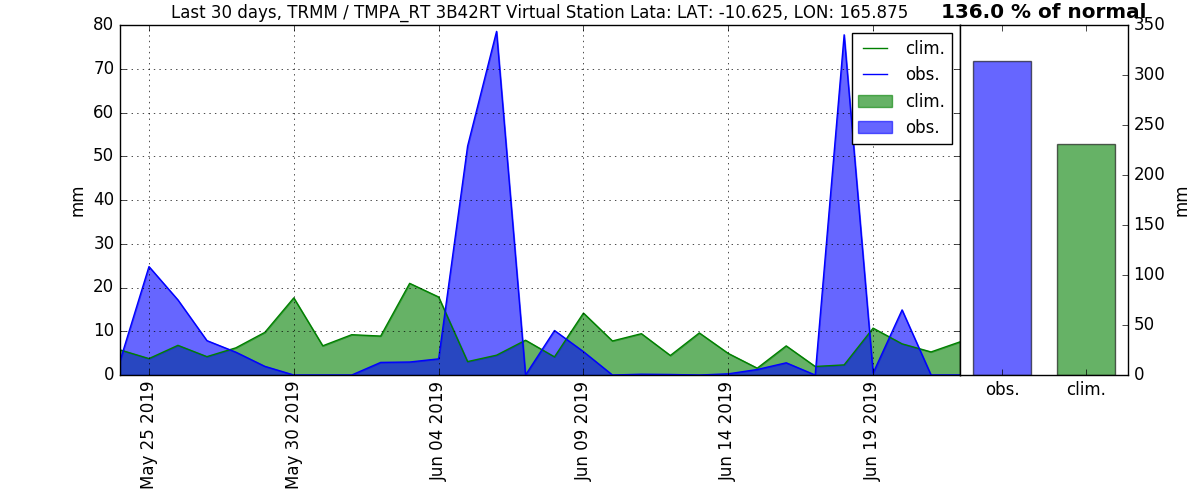 Last 30 days, TRMM / TMPA_RT 3B42RT Virtual Station Lata: LAT: -10.625, LON: 165.875
136.0 % of normal
80
70
60
50
40
30
20
10
0
mm
May 25 2019
May 30 2019
Jun 04 2019
Jun 09 2019
Jun 14 2019
Jun 19 2019
clim.
obs.
clim.
obs.
350
300
250
200
150
100
50
0
mm
obs.
clim.